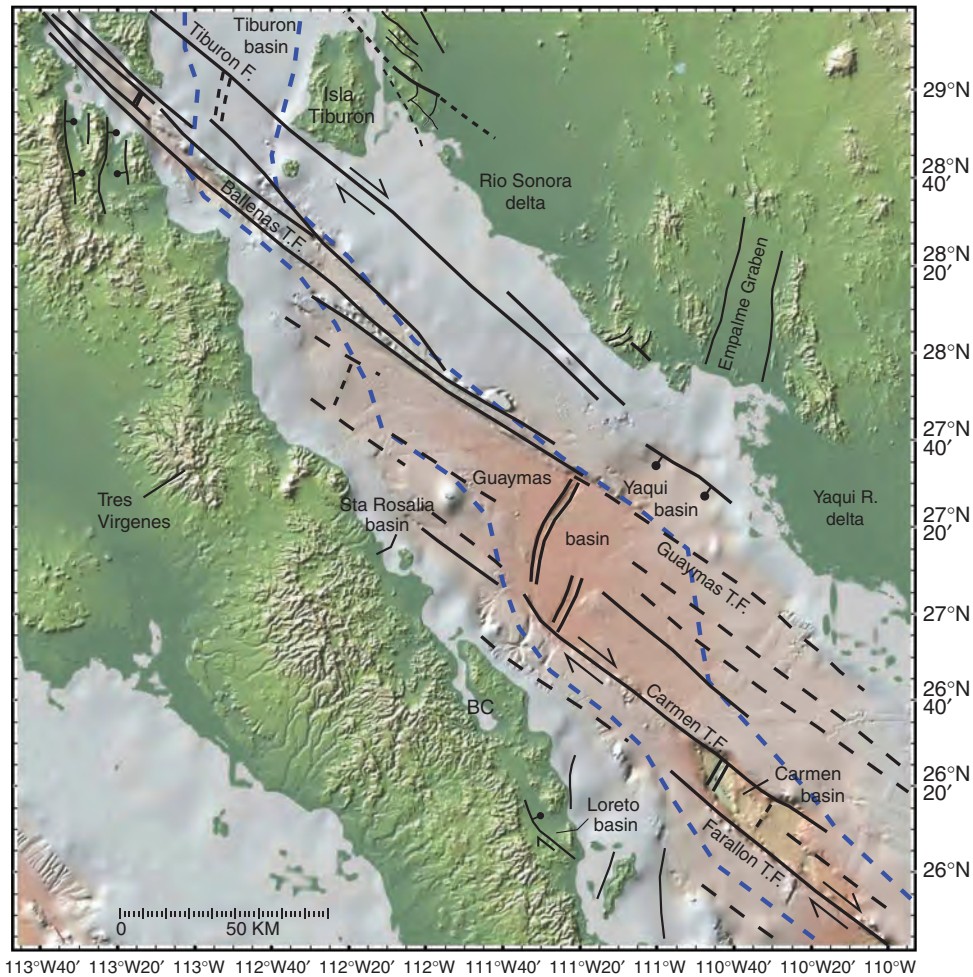 Tiburon F.
Tiburon
basin
Isla
Tiburon
29°N
Rio Sonora
delta
28°N
40′
Ballenas T.F.
28°N
20′
Empalme Graben
28°N
27°N
40′
Guaymas
Yaqui
basin
Tres
Virgenes
Sta Rosalia
basin
Yaqui R.
delta
27°N
20′
basin
Guaymas T.F.
27°N
26°N
40′
BC
Carmen T.F.
26°N
20′
Carmen
basin
Loreto
basin
Farallon T.F.
26°N
0 50 KM
113°W40′ 113°W20′ 113°W 112°W40′ 112°W20′ 112°W 111°W40′ 111°W20′ 111°W 110°W40′ 110°W20′ 110°W